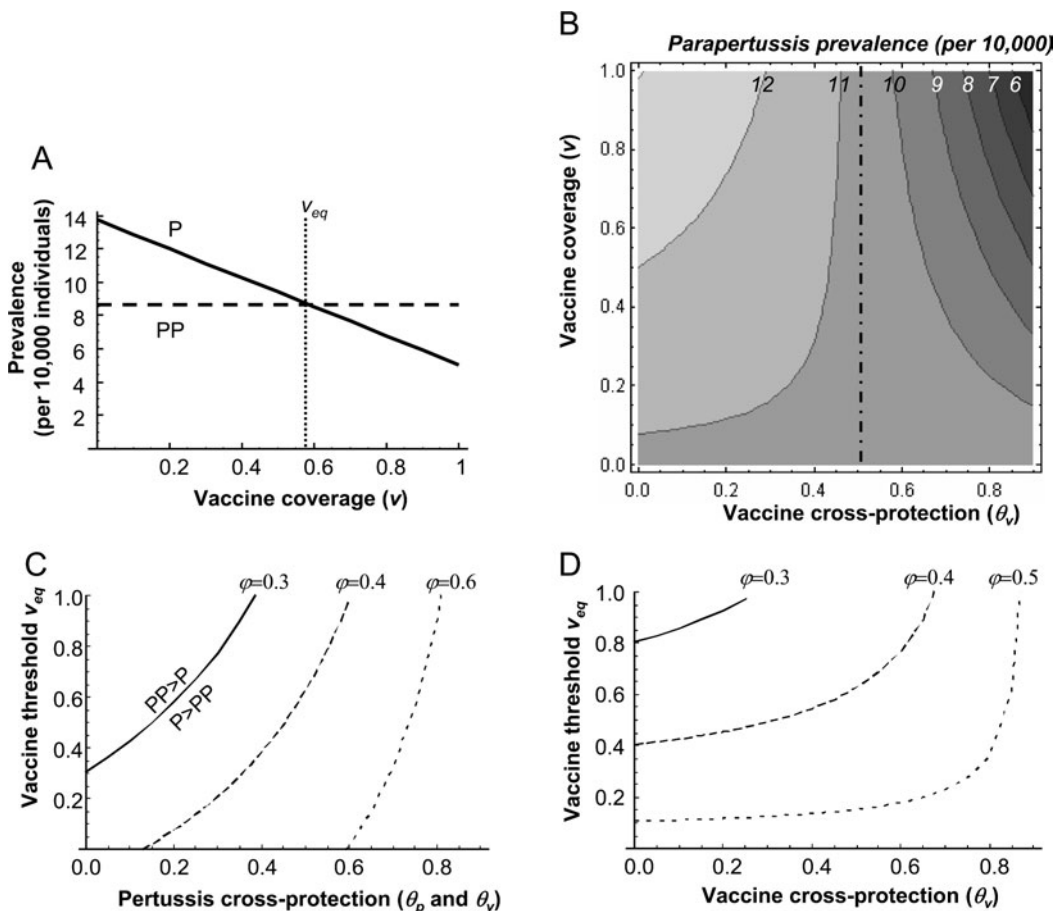 A
Prevalence
(per 10,000 individuals)
14
12
10
8
6
4
2
P
PP
v_eq
0.2
0.4
0.6
0.8
1
Vaccine coverage (v)
B
Parapertussis prevalence (per 10,000)
12
11
10
9
8
7
6
Vaccine coverage (v)
1.0
0.8
0.6
0.4
0.2
0.0
0.0
0.2
0.4
0.6
0.8
Vaccine cross-protection (θ_v)
C
Vaccine threshold v_eq
1.0
0.8
0.6
0.4
0.2
φ=0.3
φ=0.4
φ=0.6
PP>P
P>PP
0.0
0.2
0.4
0.6
0.8
Pertussis cross-protection (θ_p and θ_v)
D
Vaccine threshold v_eq
1.0
0.8
0.6
0.4
0.2
φ=0.3
φ=0.4
φ=0.5
0.0
0.2
0.4
0.6
0.8
Vaccine cross-protection (θ_v)